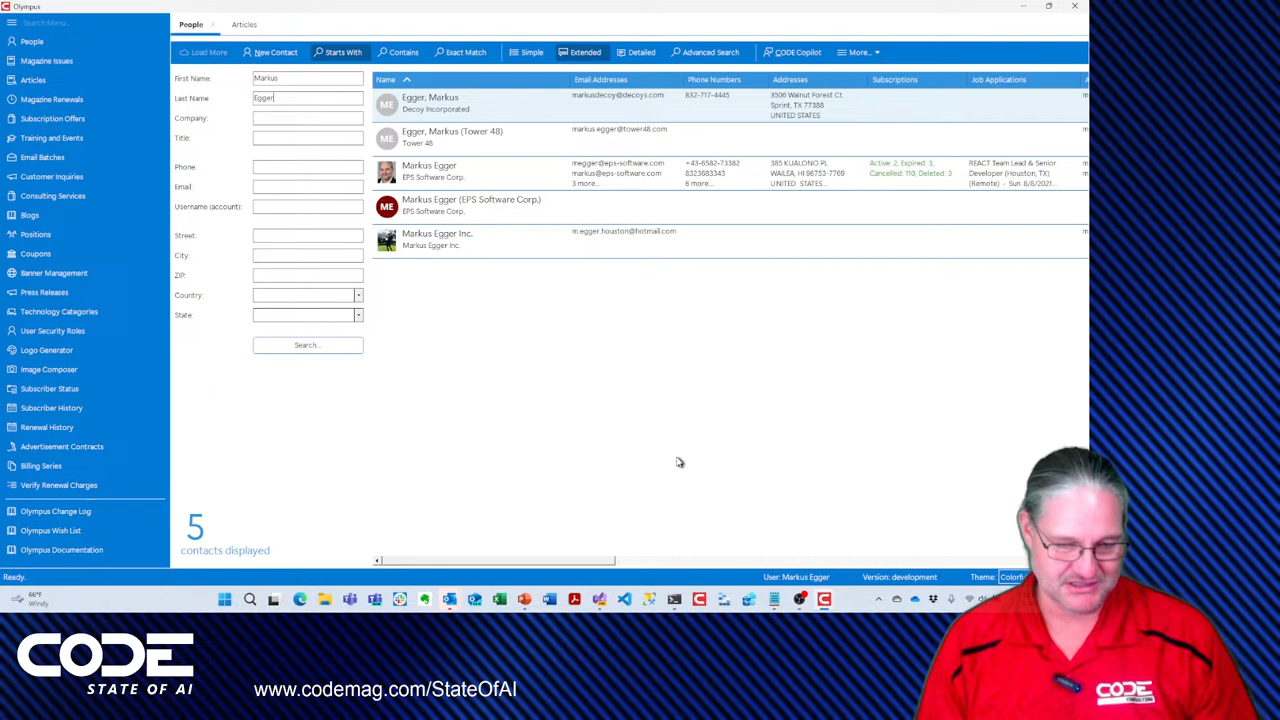 Olympus
Search Menu...
People
Magazine Issues
Articles
Magazine Renewals
Subscription Offers
Training and Events
Email Batches
Customer Inquiries
Consulting Services
Blogs
Positions
Coupons
Banner Management
Press Releases
Technology Categories
User Security Roles
Logo Generator
Image Composer
Subscriber Status
Subscriber History
Renewal History
Advertisement Contracts
Billing Series
Verify Renewal Charges
Olympus Change Log
Olympus Wish List
Olympus Documentation
People
Articles
Load More
New Contact
Starts With
Contains
Exact Match
Simple
Extended
Detailed
Advanced Search
CODE Copilot
More...
First Name: Markus
Last Name Egger
Company:
Title:
Phone:
Email:
Username (account):
Street:
City:
ZIP:
Country:
State:
Search...
5
contacts displayed
Name Email Addresses Phone Numbers Addresses Subscriptions Job Applications
ME
Egger, Markus
Decoy Incorporated
markusdecoy@decoys.com
832-717-4445
3506 Walnut Forest Ct.
Sprint, TX 77388
UNITED STATES
ME
Egger, Markus (Tower 48)
Tower 48
markus.egger@tower48.com
Markus Egger
EPS Software Corp.
megger@eps-software.com
markus@eps-software.com
3 more...
+43-6582-73382
8323683343
6 more...
385 KUALONO PL
WAILEA, HI 96753-7769
UNITED STATES...
Active: 2, Expired: 3,
Cancelled: 110, Deleted: 3
REACT Team Lead & Senior
Developer (Houston, TX)
(Remote) - Sun 8/8/2021...
ME
Markus Egger (EPS Software Corp.)
EPS Software Corp.
Markus Egger Inc.
Markus Egger Inc.
m.egger.houston@hotmail.com
Ready.
User: Markus Egger
Version: development
Theme:
66°F
Windy
CODE
STATE OF AI
www.codemag.com/StateOfAI
CODE
CONSULTING